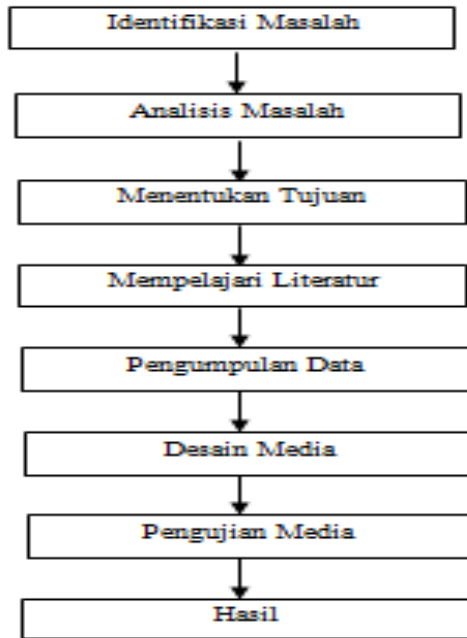 Identifikasi Masalah
Analisis Masalah
Menentukan Tujuan
Mempelajari Literatur
Pengumpulan Data
Desain Media
Pengujian Media
Hasil